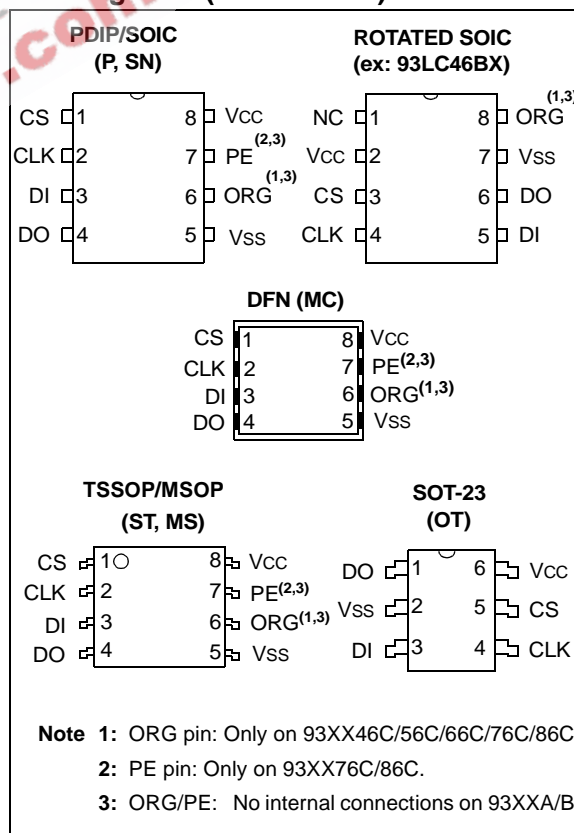 .com
PDIP/SOIC
(P, SN)
CS 1 8 VCC
CLK 2 7 PE(2,3)
DI 3 6 ORG(1,3)
DO 4 5 VSS
ROTATED SOIC
(ex: 93LC46BX)
NC 1 8 ORG(1,3)
VCC 2 7 VSS
CS 3 6 DO
CLK 4 5 DI
DFN (MC)
CS 1 8 VCC
CLK 2 7 PE(2,3)
DI 3 6 ORG(1,3)
DO 4 5 VSS
TSSOP/MSOP
(ST, MS)
CS 1 8 VCC
CLK 2 7 PE(2,3)
DI 3 6 ORG(1,3)
DO 4 5 VSS
SOT-23
(OT)
DO 1 6 VCC
VSS 2 5 CS
DI 3 4 CLK
Note 1: ORG pin: Only on 93XX46C/56C/66C/76C/86C
2: PE pin: Only on 93XX76C/86C.
3: ORG/PE: No internal connections on 93XXA/B